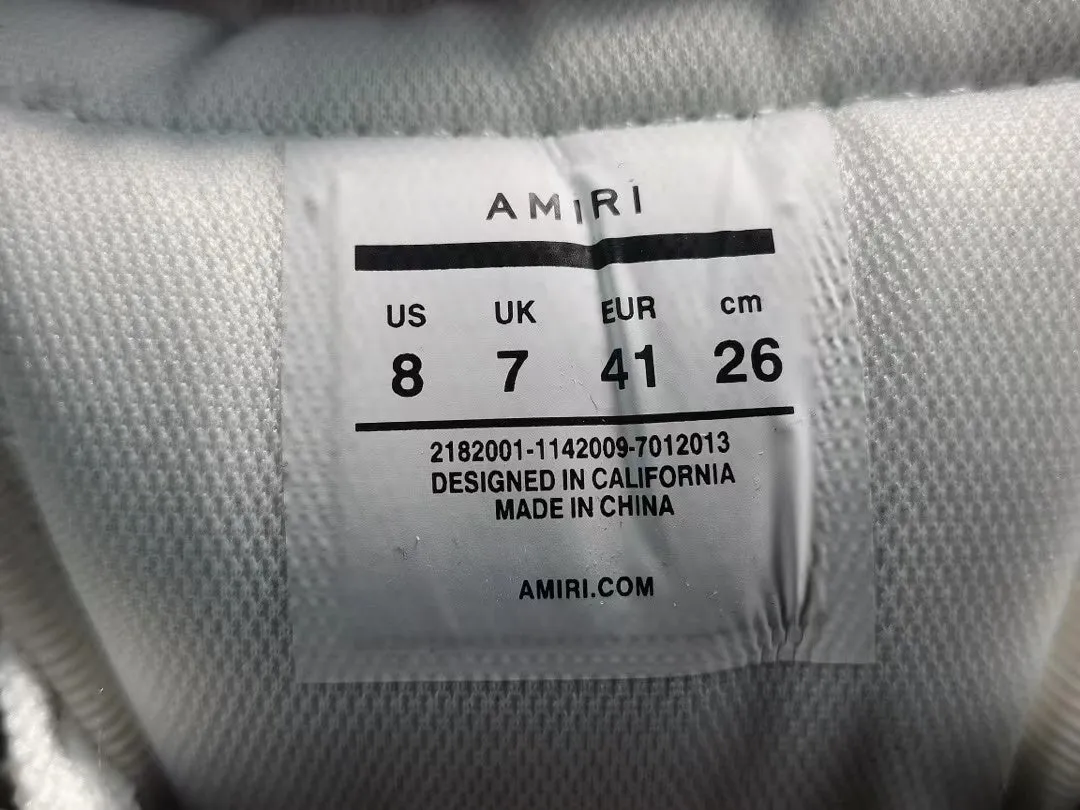 AMIRI
US UK EUR cm
8 7 41 26
2182001-1142009-7012013
DESIGNED IN CALIFORNIA
MADE IN CHINA
AMIRI.COM